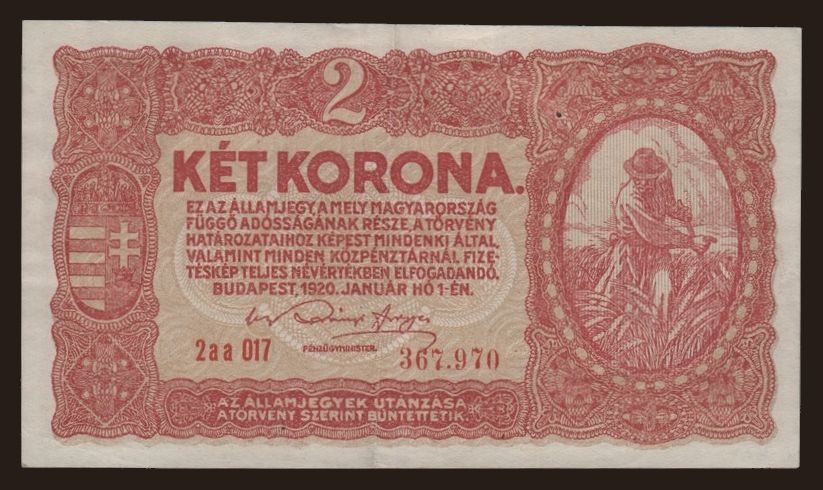 2
KÉT KORONA.
EZ AZ ÁLLAMJEGY, A MELY MAGYARORSZÁG
FÜGGŐ ADÓSSÁGÁNAK RÉSZE, A TÖRVÉNY
HATÁROZATAIHOZ KÉPEST MINDENKI ÁLTAL,
VALAMINT MINDEN KÖZPÉNZTÁRNÁL FIZE-
TÉSKÉP TELJES NÉVÉRTÉKBEN ELFOGADANDÓ.
BUDAPEST, 1920. JANUÁR HÓ 1-ÉN.
PÉNZÜGYMINISTER.
2aa 017 367.970
AZ ÁLLAMJEGYEK UTÁNZÁSA
A TÖRVÉNY SZERINT BÜNTETTETIK.